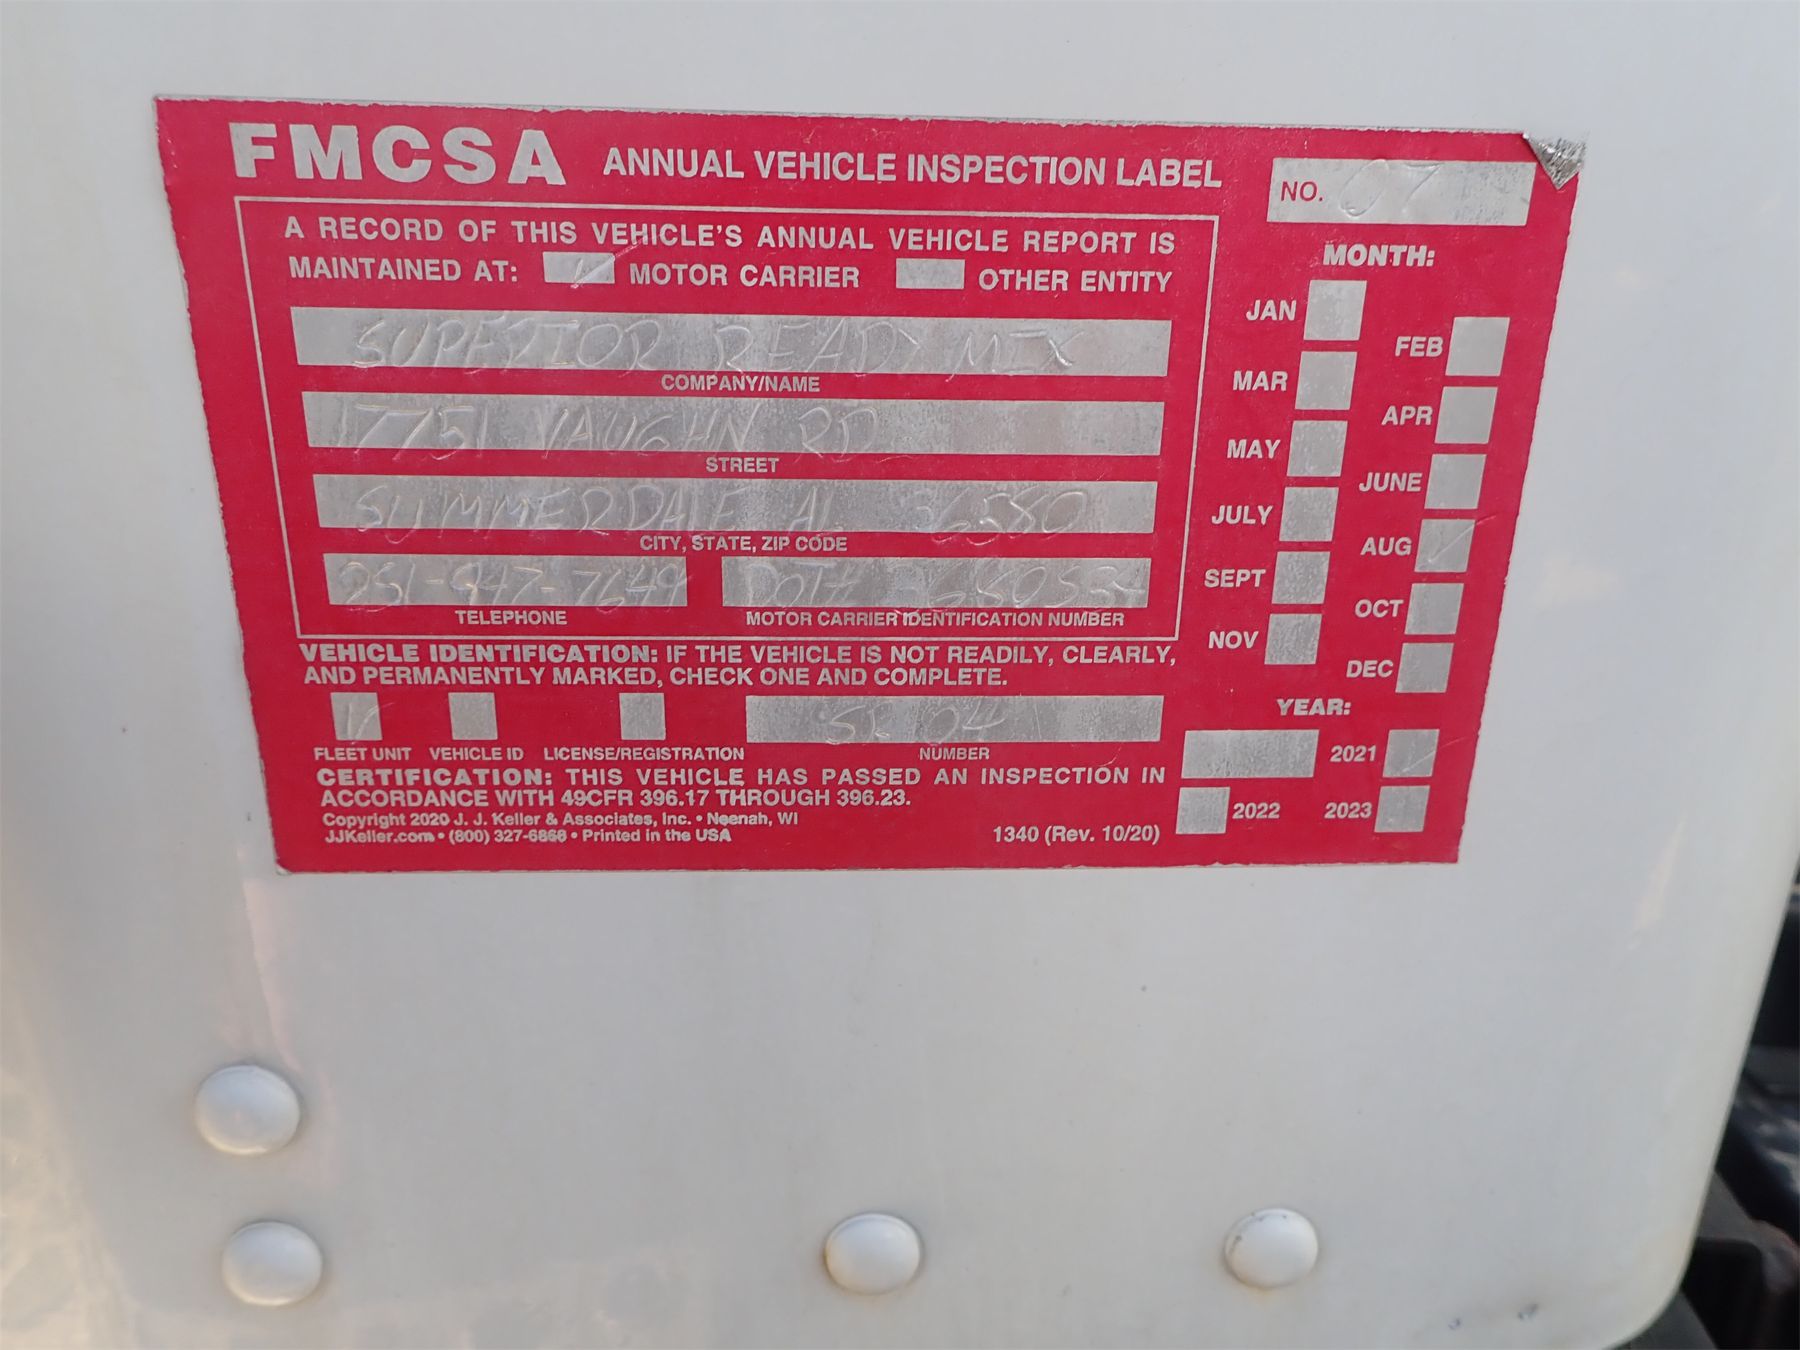 FMCSA ANNUAL VEHICLE INSPECTION LABEL
NO. 07
A RECORD OF THIS VEHICLE'S ANNUAL VEHICLE REPORT IS
MAINTAINED AT: MOTOR CARRIER OTHER ENTITY
SUPERIOR READY MIX
COMPANY/NAME
17751 VAUGHN RD
STREET
SUMMERDALE AL 36580
CITY, STATE, ZIP CODE
251-947-7649
TELEPHONE
DOT#
MOTOR CARRIER IDENTIFICATION NUMBER
VEHICLE IDENTIFICATION: IF THE VEHICLE IS NOT READILY, CLEARLY,
AND PERMANENTLY MARKED, CHECK ONE AND COMPLETE.
FLEET UNIT VEHICLE ID LICENSE/REGISTRATION
NUMBER
CERTIFICATION: THIS VEHICLE HAS PASSED AN INSPECTION IN
ACCORDANCE WITH 49CFR 396.17 THROUGH 396.23.
Copyright 2020 J. J. Keller & Associates, Inc. • Neenah, WI
JJKeller.com • (800) 327-6868 • Printed in the USA
1340 (Rev. 10/20)
MONTH:
JAN
FEB
MAR
APR
MAY
JUNE
JULY
AUG
SEPT
OCT
NOV
DEC
YEAR:
2021
2022 2023